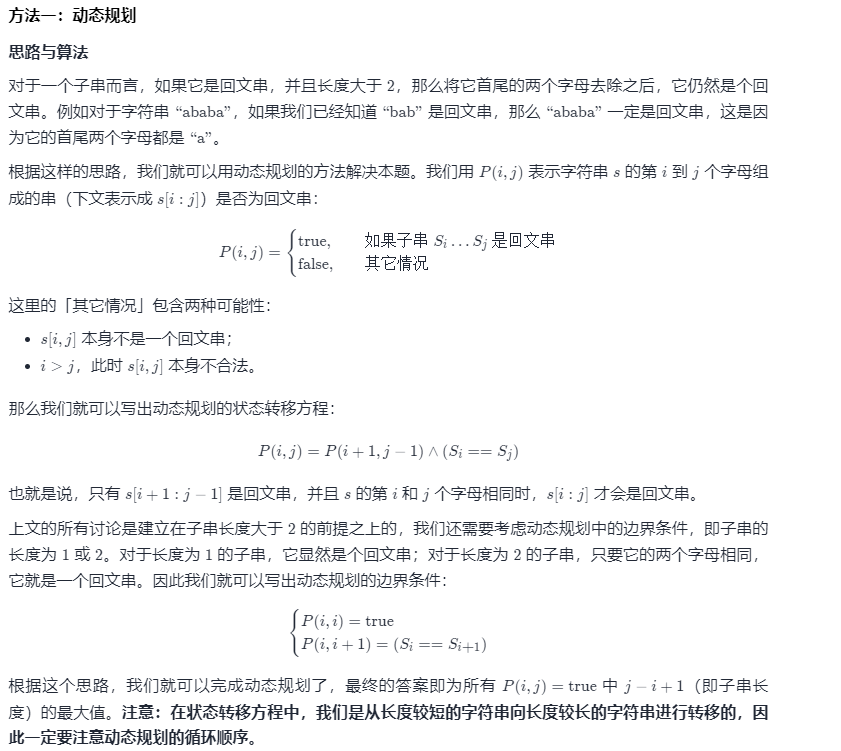 方法一：动态规划
思路与算法
对于一个子串而言，如果它是回文串，并且长度大于 2，那么将它首尾的两个字母去除之后，它仍然是个回
文串。例如对于字符串 “ababa”，如果我们已经知道 “bab” 是回文串，那么 “ababa” 一定是回文串，这是因
为它的首尾两个字母都是 “a”。
根据这样的思路，我们就可以用动态规划的方法解决本题。我们用 P(i, j) 表示字符串 s 的第 i 到 j 个字母组
成的串（下文表示成 s[i : j]）是否为回文串：
P(i, j) = { true, 如果子串 S_i … S_j 是回文串
false, 其它情况
这里的「其它情况」包含两种可能性：
• s[i, j] 本身不是一个回文串；
• i > j，此时 s[i, j] 本身不合法。
那么我们就可以写出动态规划的状态转移方程：
P(i, j) = P(i + 1, j − 1) ∧ (S_i == S_j)
也就是说，只有 s[i + 1 : j − 1] 是回文串，并且 s 的第 i 和 j 个字母相同时，s[i : j] 才会是回文串。
上文的所有讨论是建立在子串长度大于 2 的前提之上的，我们还需要考虑动态规划中的边界条件，即子串的
长度为 1 或 2。对于长度为 1 的子串，它显然是个回文串；对于长度为 2 的子串，只要它的两个字母相同，
它就是一个回文串。因此我们就可以写出动态规划的边界条件：
{ P(i, i) = true
P(i, i + 1) = (S_i == S_{i+1})
根据这个思路，我们就可以完成动态规划了，最终的答案即为所有 P(i, j) = true 中 j − i + 1（即子串长
度）的最大值。注意：在状态转移方程中，我们是从长度较短的字符串向长度较长的字符串进行转移的，因
此一定要注意动态规划的循环顺序。